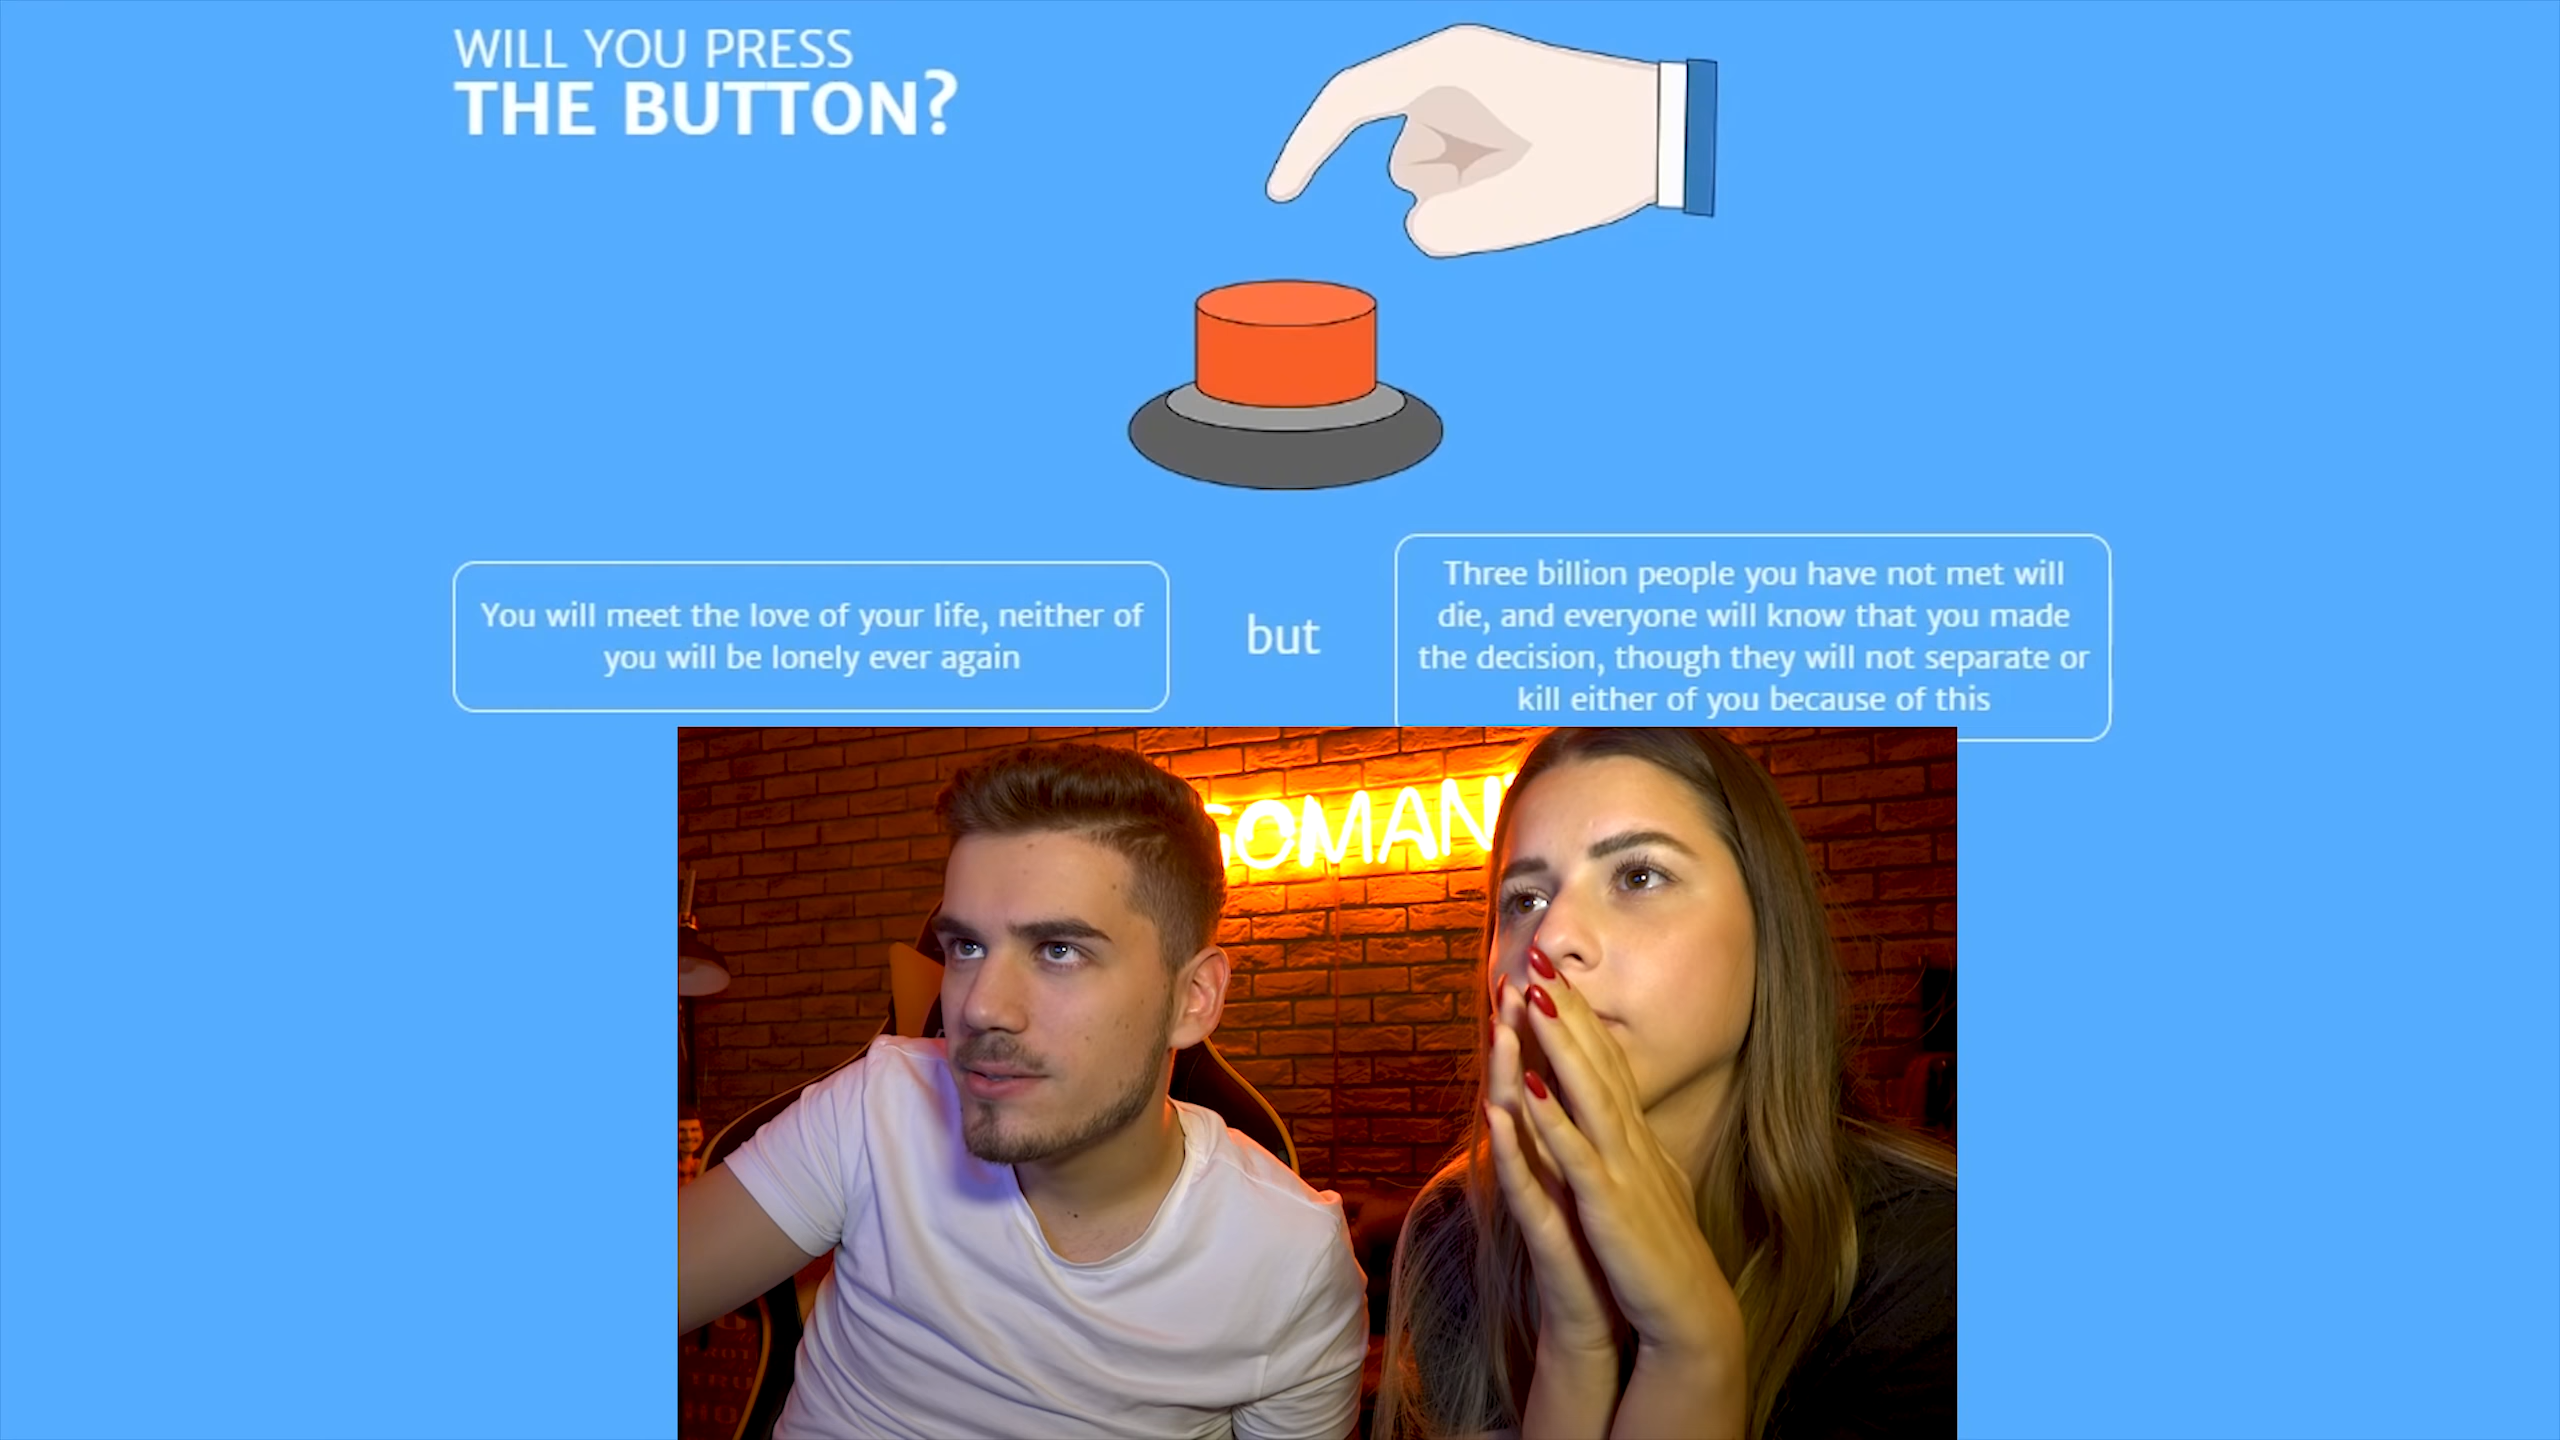 WILL YOU PRESS
THE BUTTON?
You will meet the love of your life, neither of
you will be lonely ever again
but
Three billion people you have not met will
die, and everyone will know that you made
the decision, though they will not separate or
kill either of you because of this